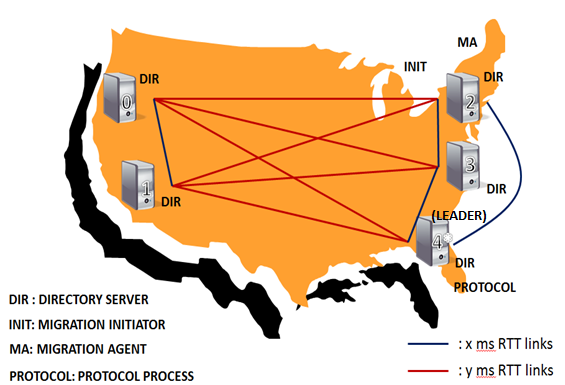 MA
INIT
DIR
DIR
0
2
1
3
DIR
DIR
(LEADER)
4
DIR
PROTOCOL
DIR : DIRECTORY SERVER
INIT: MIGRATION INITIATOR
MA: MIGRATION AGENT
PROTOCOL: PROTOCOL PROCESS
: x ms RTT links
: y ms RTT links